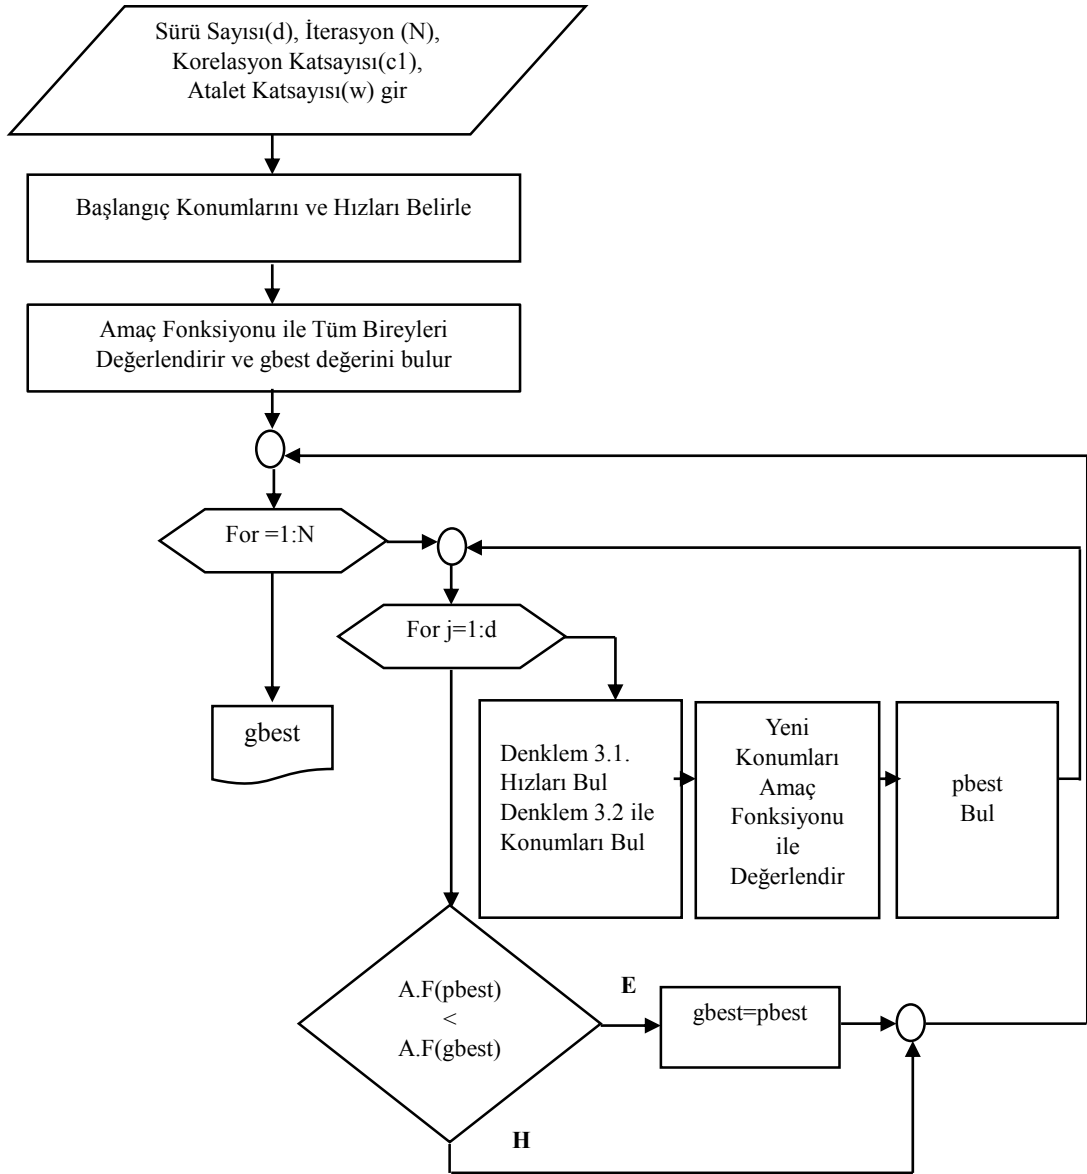 Sürü Sayısı(d), İterasyon (N),
Korelasyon Katsayısı(c1),
Atalet Katsayısı(w) gir
Başlangıç Konumlarını ve Hızları Belirle
Amaç Fonksiyonu ile Tüm Bireyleri
Değerlendirir ve gbest değerini bulur
For =1:N
For j=1:d
gbest
Denklem 3.1.
Hızları Bul
Denklem 3.2 ile
Konumları Bul
Yeni
Konumları
Amaç
Fonksiyonu
ile
Değerlendir
pbest
Bul
A.F(pbest)
<
A.F(gbest)
E
gbest=pbest
H